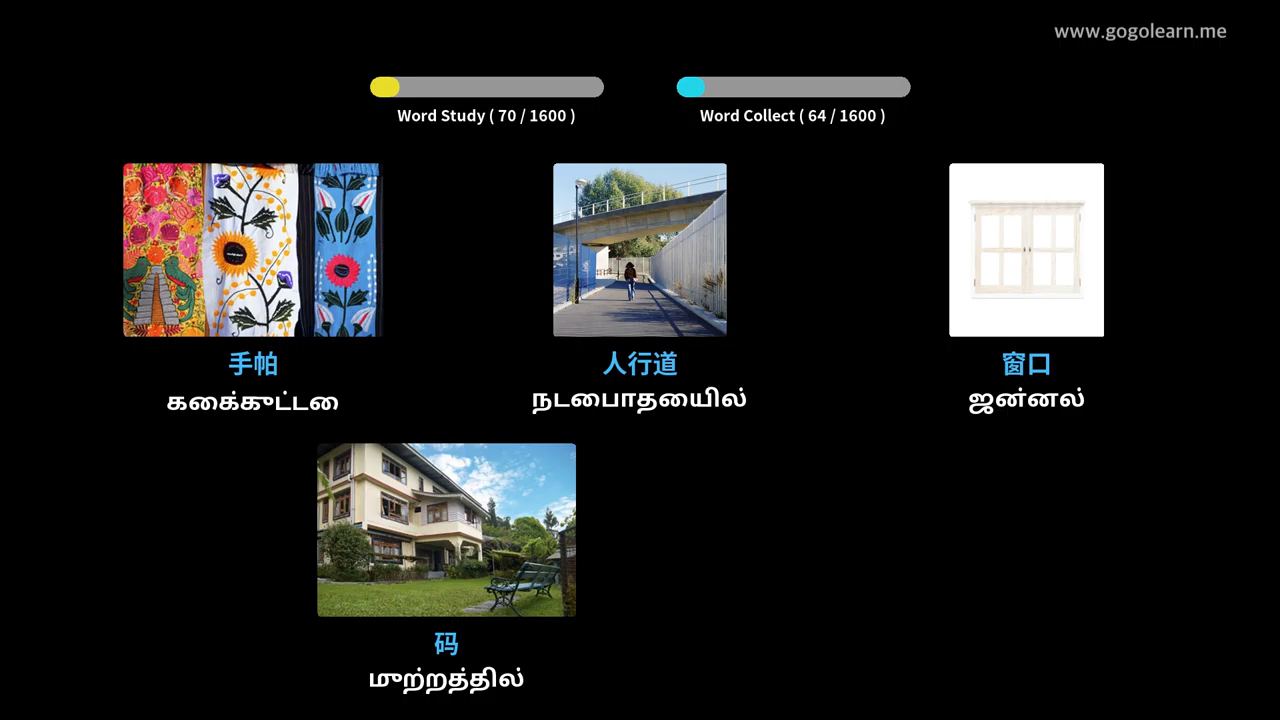 www.gogolearn.me
Word Study ( 70 / 1600 )
Word Collect ( 64 / 1600 )
手帕
கைக்குட்டை
人行道
நடைபாதையில்
窗口
ஜன்னல்
码
முற்றத்தில்